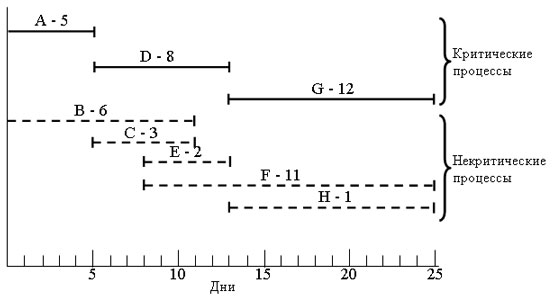 A - 5
D - 8
G - 12
Критические
процессы
B - 6
C - 3
E - 2
F - 11
H - 1
Некритические
процессы
5 10 15 20 25
Дни